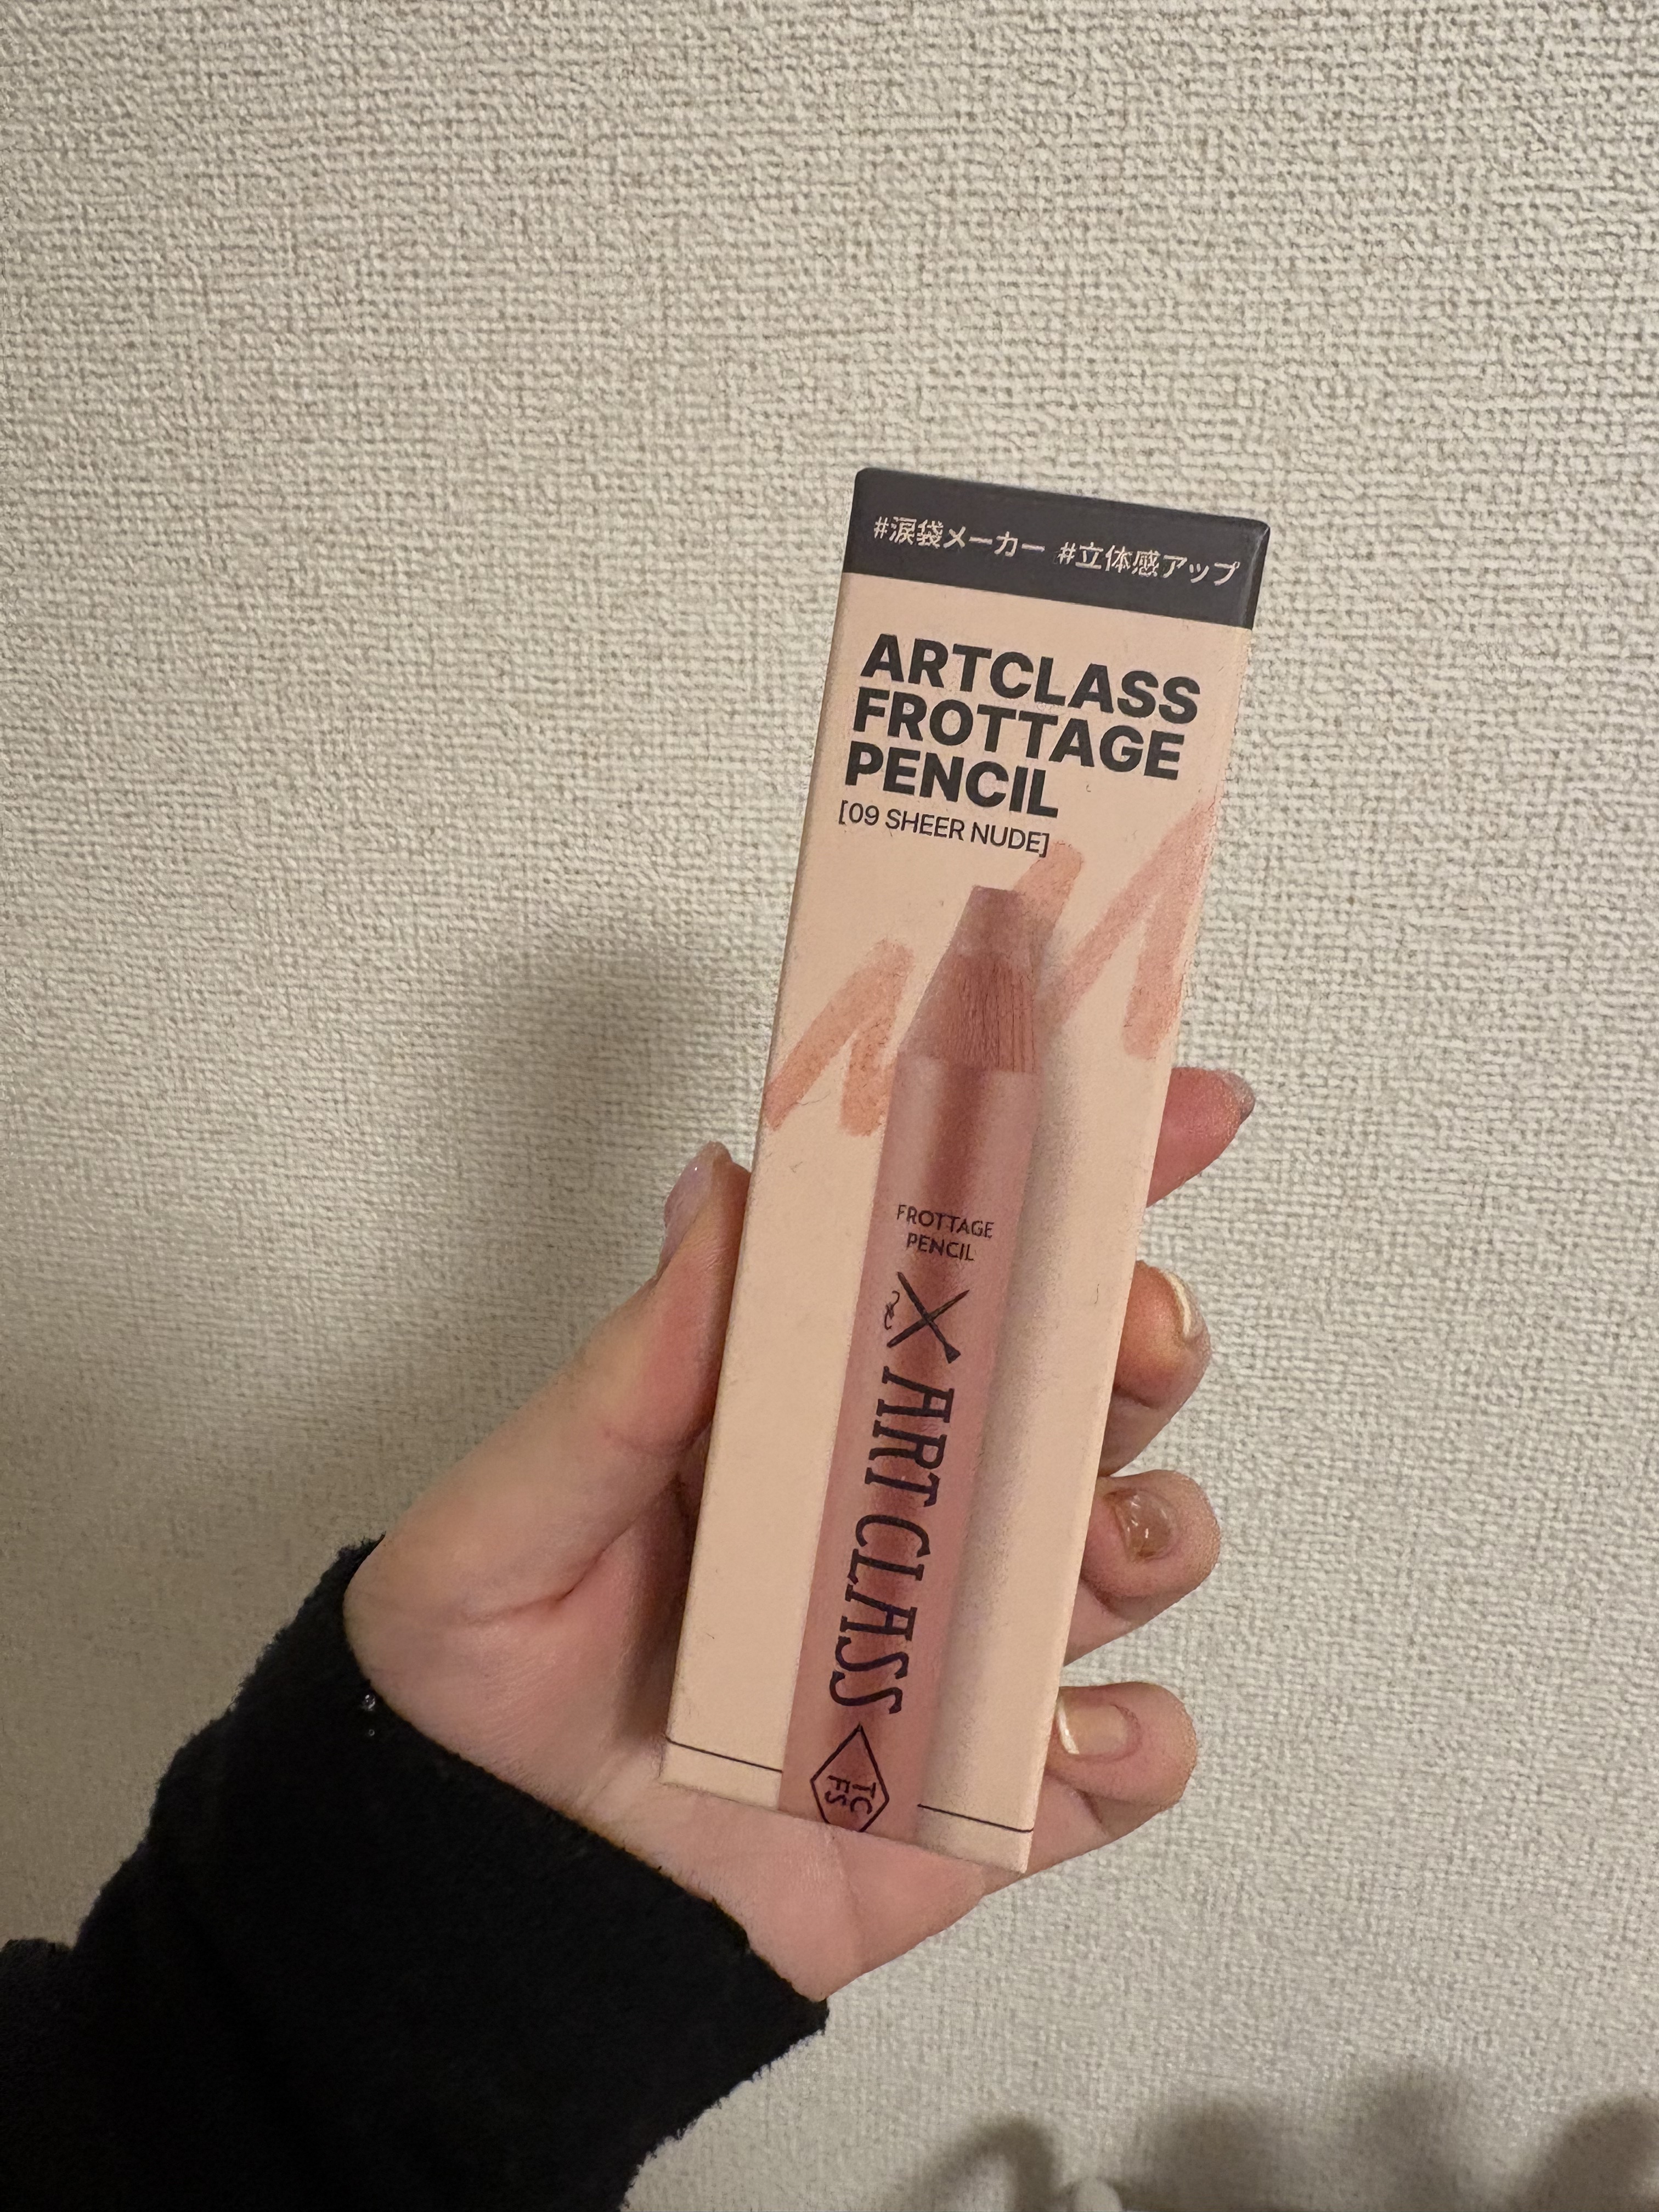 #涙袋メーカー #立体感アップ
ARTCLASS
FROTTAGE
PENCIL
[09 SHEER NUDE]
FROTTAGE
PENCIL
ART CLASS
TC
FS